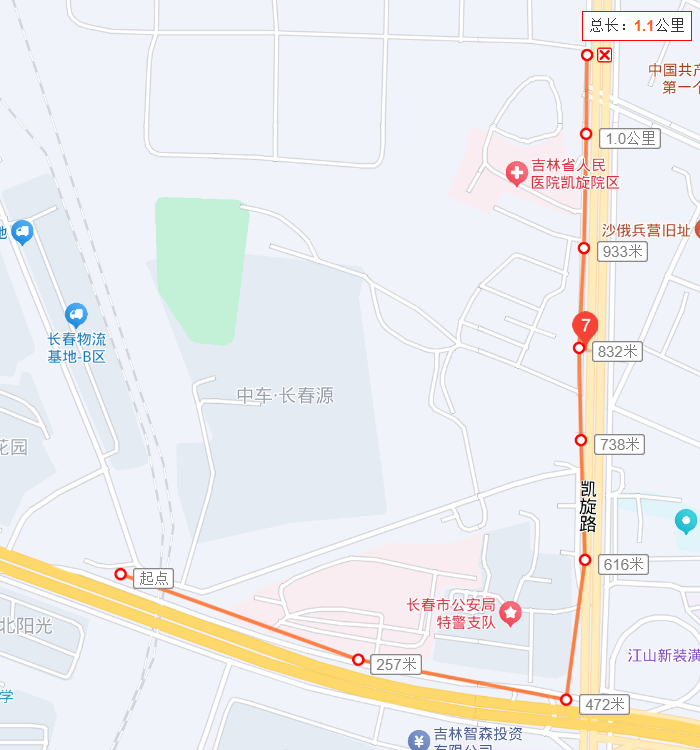 总长：1.1公里
中国共产
第一个
1.0公里
吉林省人民
医院凯旋院区
沙俄兵营旧址
地
933米
7
长春物流
基地-B区
832米
中车·长春源
738米
花园
凯旋路
616米
起点
长春市公安局
特警支队
北阳光
江山新装潢
257米
学
472米
¥
吉林智森投资
有限公司